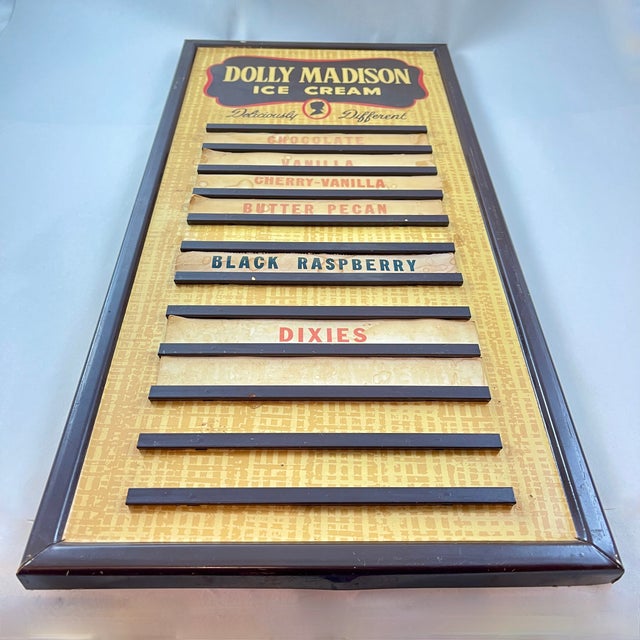 DOLLY MADISON
ICE CREAM
Deliciously Different
CHOCOLATE
VANILLA
CHERRY-VANILLA
BUTTER PECAN
BLACK RASPBERRY
DIXIES